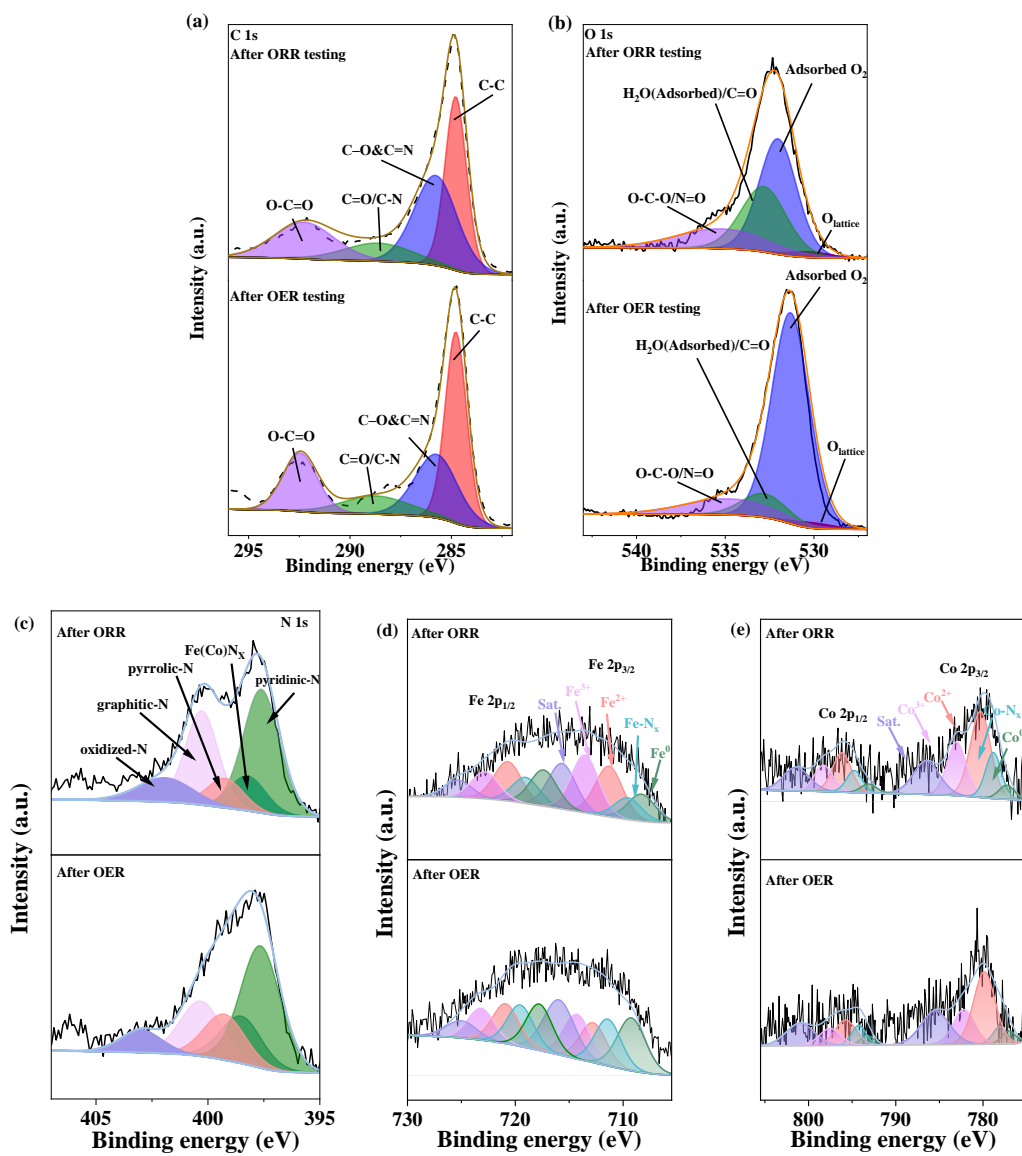 (a)
C 1s
After ORR testing
C-C
C–O&C=N
C=O/C-N
O-C=O
After OER testing
C-C
C–O&C=N
C=O/C-N
O-C=O
295 290 285
Binding energy (eV)
Intensity (a.u.)
(b)
O 1s
After ORR testing
Adsorbed O2
H2O(Adsorbed)/C=O
O-C-O/N=O
Olattice
Adsorbed O2
After OER testing
H2O(Adsorbed)/C=O
Olattice
O-C-O/N=O
540 535 530
Binding energy (eV)
Intensity (a.u.)
(c)
N 1s
After ORR
Fe(Co)NX
pyrrolic-N
pyridinic-N
graphitic-N
oxidized-N
After OER
405 400 395
Binding energy (eV)
Intensity (a.u.)
(d)
After ORR
Fe 2p3/2
Fe 2p1/2
Fe3+
Sat.
Fe2+
Fe-Nx
Fe0
After OER
730 720 710
Binding energy (eV)
Intensity (a.u.)
(e)
After ORR
Co 2p3/2
Co2+
Co 2p1/2
Sat.
Co3+
o-Nx
Co0
After OER
800 790 780
Binding energy (eV)
Intensity (a.u.)